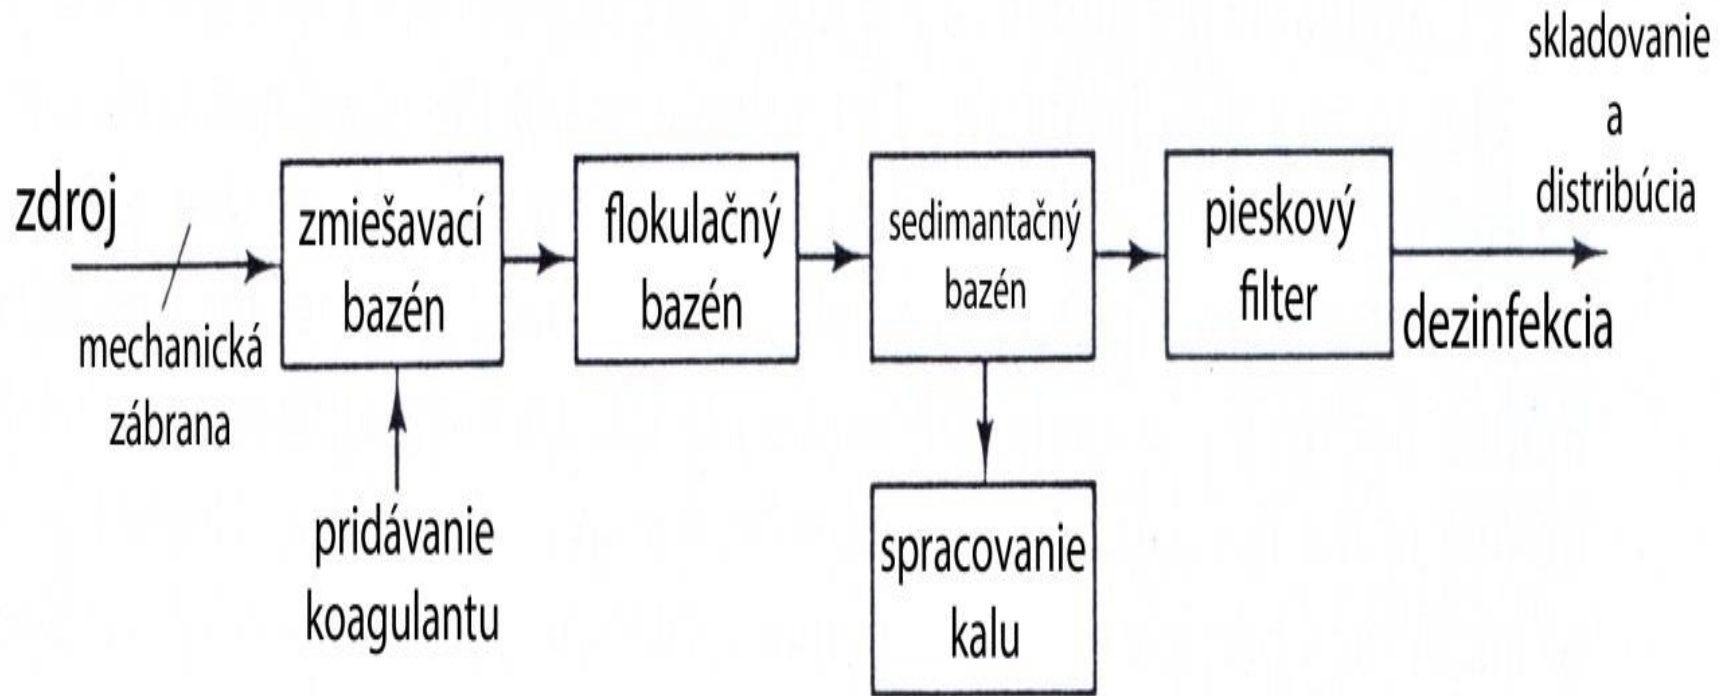 zdroj
mechanická
zábrana
zmiešavací
bazén
pridávanie
koagulantu
flokulačný
bazén
sedimantačný
bazén
spracovanie
kalu
pieskový
filter
dezinfekcia
skladovanie
a
distribúcia